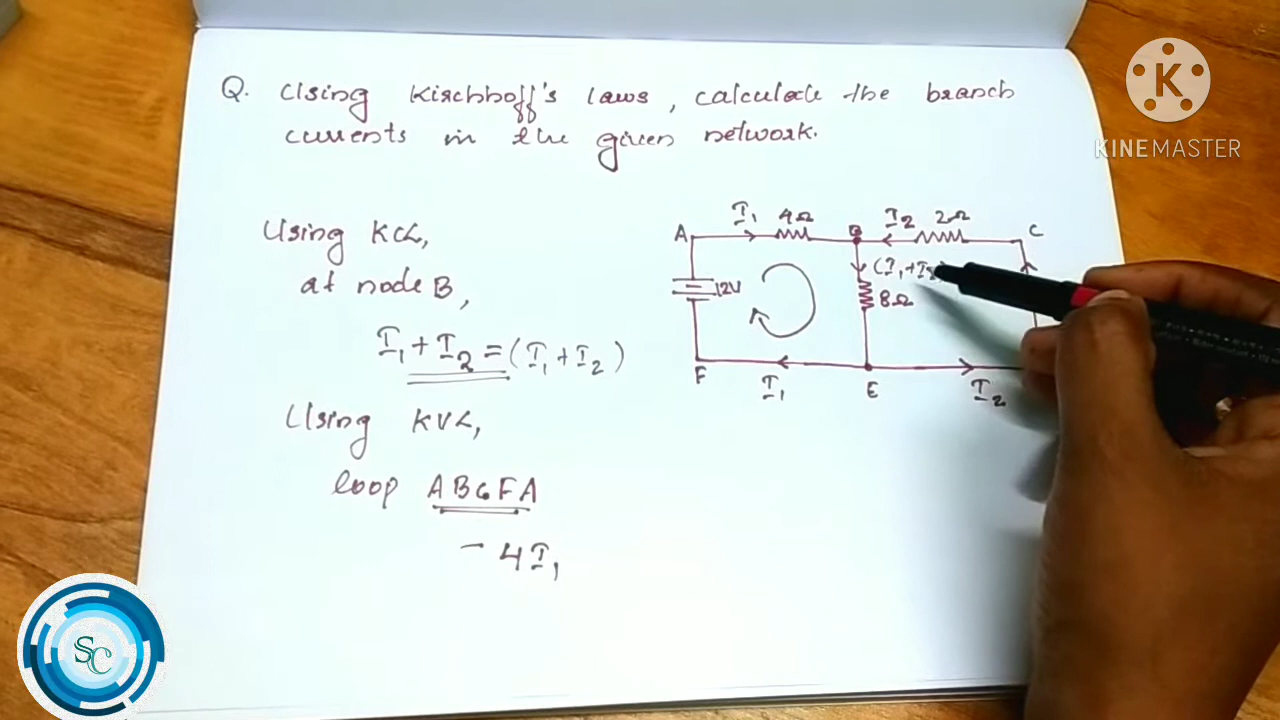 Q. Using Kirchhoff's laws, calculate the branch
currents in the given network.
Using KCL,
at node B,
I₁ + I₂ = (I₁ + I₂)
Using KVL,
loop ABEFA
- 4I₁
A I₁ 4Ω B I₂ 2Ω C
(I₁+I₂)
12V 8Ω
F I₁ E I₂
KINEMASTER
K
SC